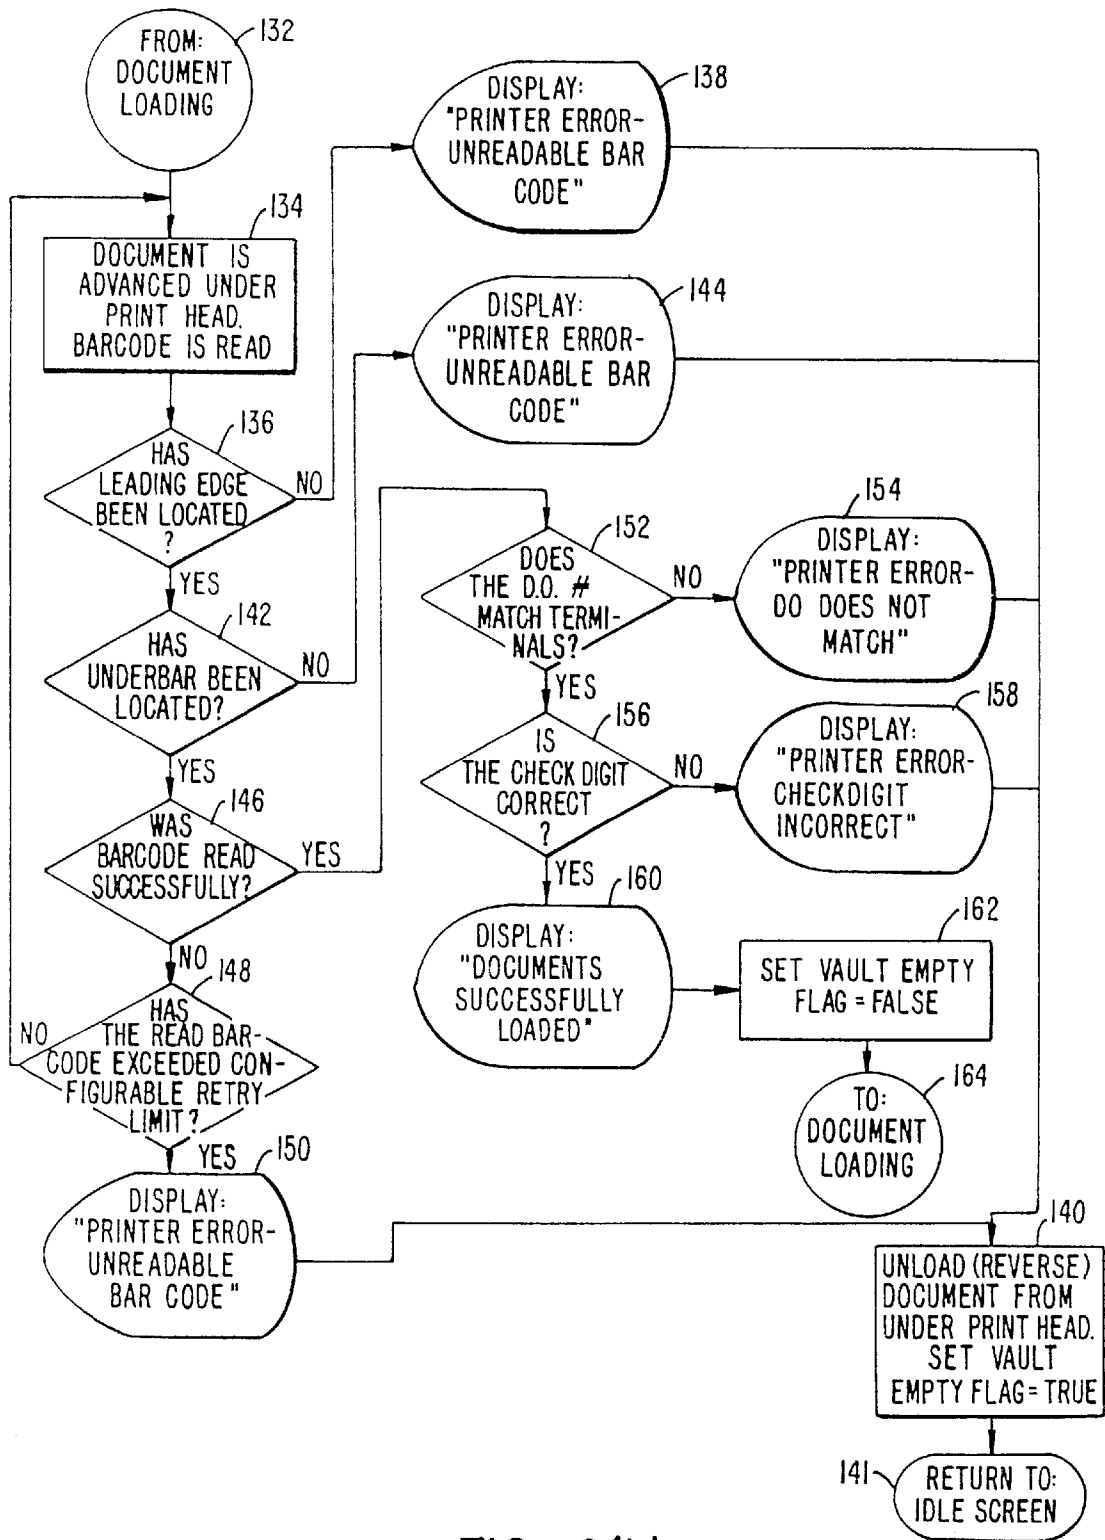 FROM:
DOCUMENT
LOADING
132
134
DOCUMENT IS
ADVANCED UNDER
PRINT HEAD.
BARCODE IS READ
136
HAS
LEADING EDGE
BEEN LOCATED
?
NO
YES
138
DISPLAY:
"PRINTER ERROR-
UNREADABLE BAR
CODE"
142
HAS
UNDERBAR BEEN
LOCATED?
NO
YES
144
DISPLAY:
"PRINTER ERROR-
UNREADABLE BAR
CODE"
146
WAS
BARCODE READ
SUCCESSFULLY?
YES
NO
148
HAS
THE READ BAR-
CODE EXCEEDED CON-
FIGURABLE RETRY
LIMIT?
NO
YES
150
DISPLAY:
"PRINTER ERROR-
UNREADABLE
BAR CODE"
152
DOES
THE D.O. #
MATCH TERMI-
NALS?
NO
YES
154
DISPLAY:
"PRINTER ERROR-
DO DOES NOT
MATCH"
156
IS
THE CHECK DIGIT
CORRECT
?
NO
YES
158
DISPLAY:
"PRINTER ERROR-
CHECKDIGIT
INCORRECT"
160
DISPLAY:
"DOCUMENTS
SUCCESSFULLY
LOADED"
162
SET VAULT EMPTY
FLAG=FALSE
164
TO:
DOCUMENT
LOADING
140
UNLOAD (REVERSE)
DOCUMENT FROM
UNDER PRINT HEAD.
SET VAULT
EMPTY FLAG=TRUE
141
RETURN TO:
IDLE SCREEN